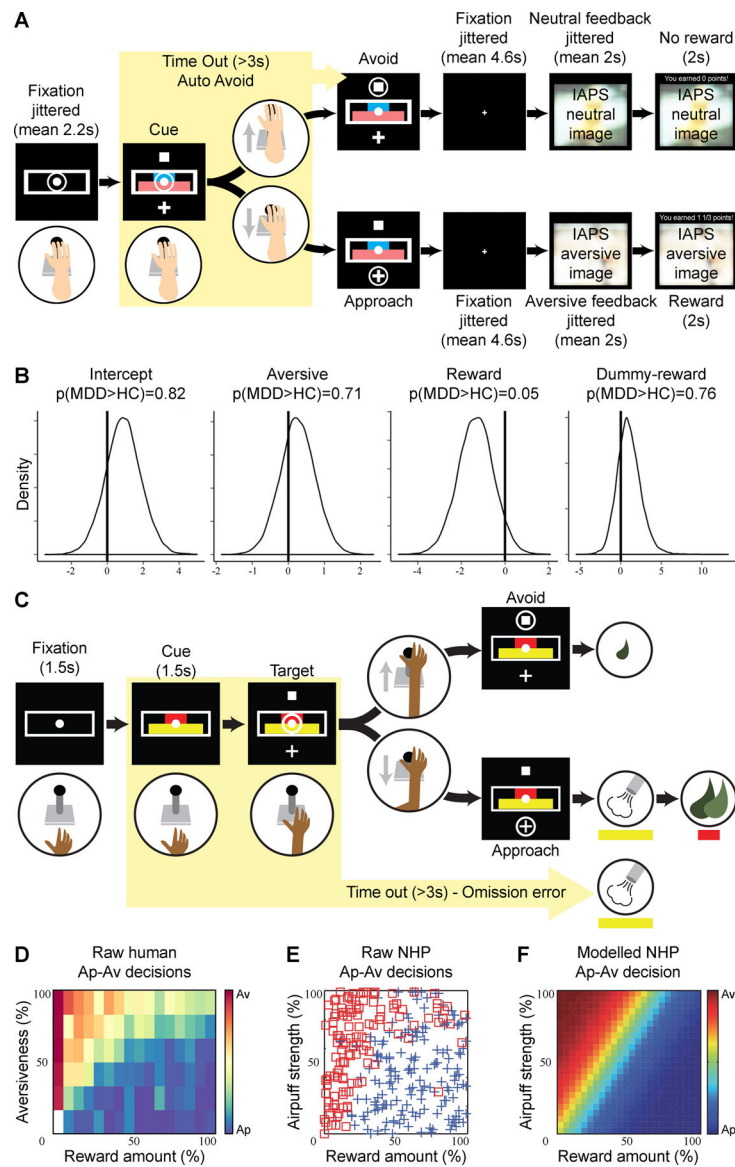 A
Fixation
jittered
(mean 2.2s)
Time Out (>3s)
Auto Avoid
Cue
Avoid
Fixation
jittered
(mean 4.6s)
Neutral feedback
jittered
(mean 2s)
No reward
(2s)
IAPS
neutral
image
You earned 0 points!
IAPS
neutral
image
IAPS
aversive
image
You earned 1 1/3 points!
IAPS
aversive
image
Approach
Fixation
jittered
(mean 4.6s)
Aversive feedback
jittered
(mean 2s)
Reward
(2s)
B
Intercept
p(MDD>HC)=0.82
Aversive
p(MDD>HC)=0.71
Reward
p(MDD>HC)=0.05
Dummy-reward
p(MDD>HC)=0.76
Density
-2 0 2 4
-2 0 2
-4 -2 0 2
-5 0 5 10
C
Fixation
(1.5s)
Cue
(1.5s)
Target
Avoid
Approach
Time out (>3s) - Omission error
D
Raw human
Ap-Av decisions
Aversiveness (%)
100
50
0
50
100
Reward amount (%)
Av
Ap
E
Raw NHP
Ap-Av decisions
Airpuff strength (%)
100
50
0
50
100
Reward amount (%)
F
Modelled NHP
Ap-Av decision
Airpuff strength (%)
100
50
0
50
100
Reward amount (%)
Av
Ap